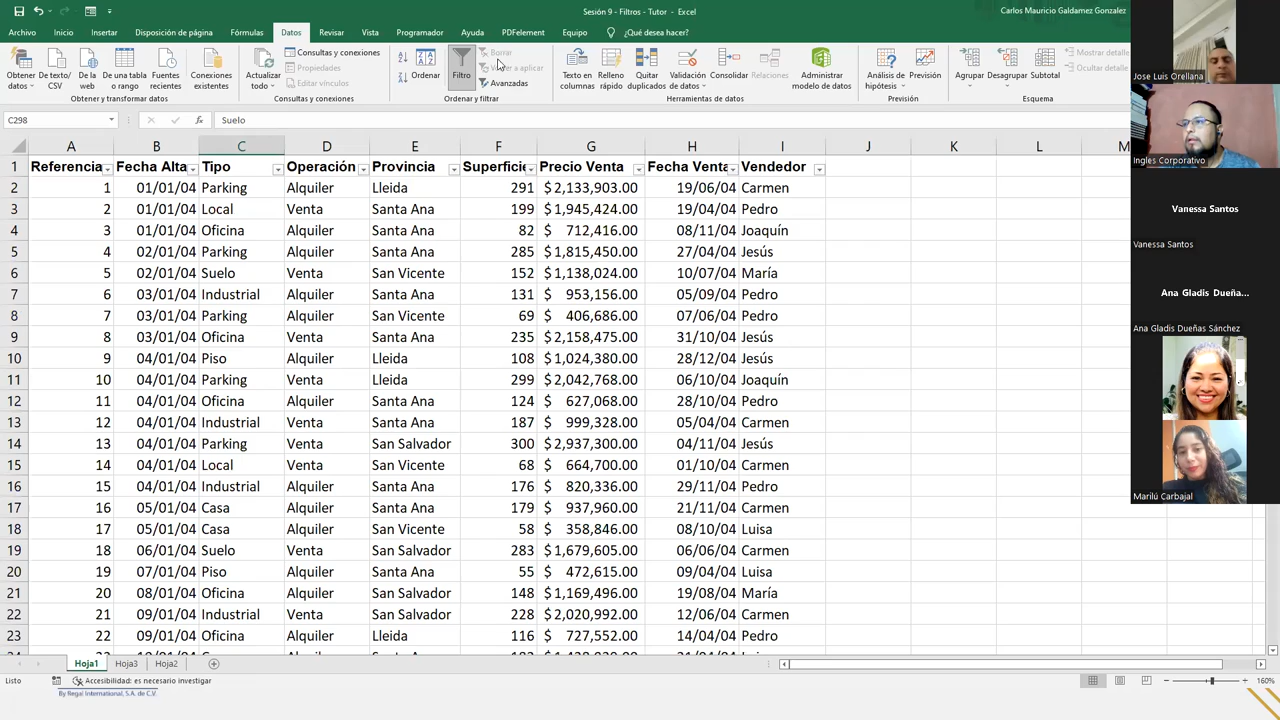 Sesión 9 - Filtros - Tutor - Excel
Carlos Mauricio Galdamez Gonzalez
Archivo Inicio Insertar Disposición de página Fórmulas Datos Revisar Vista Programador Ayuda PDFelement Equipo ¿Qué desea hacer?
Obtener datos
De texto/CSV
De la web
De una tabla o rango
Fuentes recientes
Conexiones existentes
Obtener y transformar datos
Actualizar todo
Consultas y conexiones
Propiedades
Editar vínculos
Consultas y conexiones
Ordenar
Filtro
Borrar
Avanzadas
Ordenar y filtrar
Texto en columnas
Relleno rápido
Quitar duplicados
Validación de datos
Consolidar
Relaciones
Administrar modelo de datos
Herramientas de datos
Análisis de hipótesis
Previsión
Previsión
Agrupar
Desagrupar
Subtotal
Mostrar detalle
Ocultar detalle
Esquema
C298 fx Suelo
A B C D E F G H I J K L M
1 Referencia Fecha Alta Tipo Operación Provincia Superficie Precio Venta Fecha Venta Vendedor
2 1 01/01/04 Parking Alquiler Lleida 291 $ 2,133,903.00 19/06/04 Carmen
3 2 01/01/04 Local Venta Santa Ana 199 $ 1,945,424.00 19/04/04 Pedro
4 3 01/01/04 Oficina Alquiler Santa Ana 82 $ 712,416.00 08/11/04 Joaquín
5 4 02/01/04 Parking Alquiler Santa Ana 285 $ 1,815,450.00 27/04/04 Jesús
6 5 02/01/04 Suelo Venta San Vicente 152 $ 1,138,024.00 10/07/04 María
7 6 03/01/04 Industrial Alquiler Santa Ana 131 $ 953,156.00 05/09/04 Pedro
8 7 03/01/04 Parking Alquiler San Vicente 69 $ 406,686.00 07/06/04 Pedro
9 8 03/01/04 Oficina Alquiler Santa Ana 235 $ 2,158,475.00 31/10/04 Jesús
10 9 04/01/04 Piso Alquiler Lleida 108 $ 1,024,380.00 28/12/04 Jesús
11 10 04/01/04 Parking Venta Lleida 299 $ 2,042,768.00 06/10/04 Joaquín
12 11 04/01/04 Oficina Alquiler Santa Ana 124 $ 627,068.00 28/10/04 Pedro
13 12 04/01/04 Industrial Venta Santa Ana 187 $ 999,328.00 05/04/04 Carmen
14 13 04/01/04 Parking Venta San Salvador 300 $ 2,937,300.00 04/11/04 Jesús
15 14 04/01/04 Local Venta San Vicente 68 $ 664,700.00 01/10/04 Carmen
16 15 04/01/04 Industrial Alquiler Santa Ana 176 $ 820,336.00 29/11/04 Pedro
17 16 05/01/04 Casa Alquiler Santa Ana 179 $ 937,960.00 21/11/04 Carmen
18 17 05/01/04 Casa Alquiler San Vicente 58 $ 358,846.00 08/10/04 Luisa
19 18 06/01/04 Suelo Venta San Salvador 283 $ 1,679,605.00 06/06/04 Carmen
20 19 07/01/04 Piso Alquiler Santa Ana 55 $ 472,615.00 09/04/04 Luisa
21 20 08/01/04 Oficina Alquiler Santa Ana 148 $ 1,169,496.00 19/08/04 María
22 21 09/01/04 Industrial Venta San Salvador 228 $ 2,020,992.00 12/06/04 Carmen
23 22 09/01/04 Oficina Alquiler Lleida 116 $ 727,552.00 14/04/04 Pedro
Hoja1 Hoja3 Hoja2
Listo Accesibilidad: es necesario investigar 160%
By Regal International, S.A. de C.V.
Jose Luis Orellana
Ingles Corporativo
Vanessa Santos
Vanessa Santos
Ana Gladis Dueña...
Ana Gladis Dueñas Sánchez
Marilú Carbajal